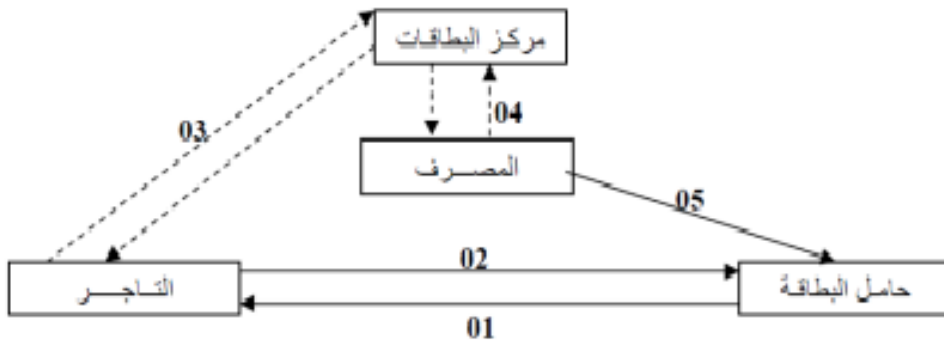 مركز البطاقات
03
04
المصرف
05
02
التاجر
حامل البطاقة
01